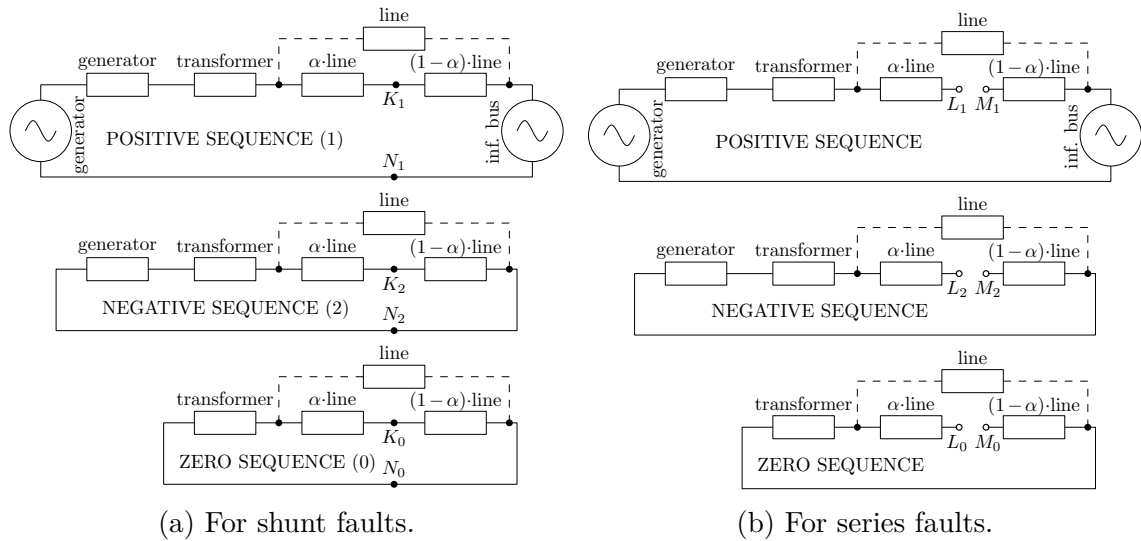 line
generator transformer α·line (1−α)·line
K₁
generator
POSITIVE SEQUENCE (1)
inf. bus
N₁
line
generator transformer α·line (1−α)·line
K₂
NEGATIVE SEQUENCE (2)
N₂
line
transformer α·line (1−α)·line
K₀
ZERO SEQUENCE (0)
N₀
(a) For shunt faults.
line
generator transformer α·line (1−α)·line
L₁ M₁
generator
POSITIVE SEQUENCE
inf. bus
line
generator transformer α·line (1−α)·line
L₂ M₂
NEGATIVE SEQUENCE
line
transformer α·line (1−α)·line
L₀ M₀
ZERO SEQUENCE
(b) For series faults.